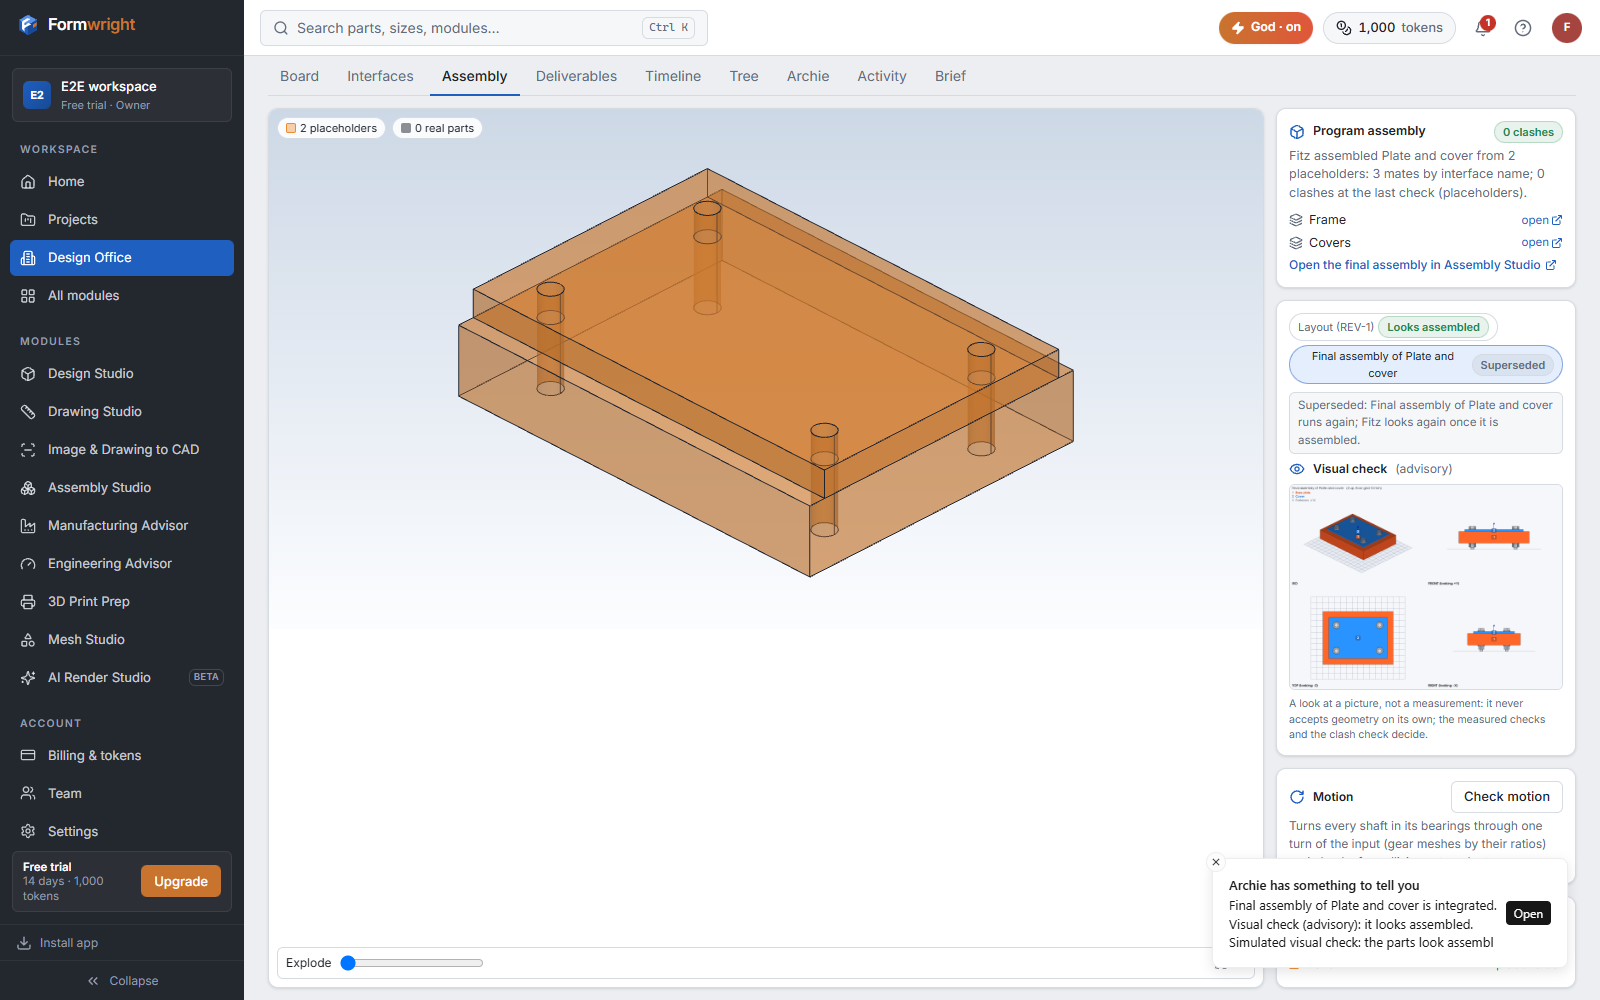 Formwright
Search parts, sizes, modules...
Ctrl K
God · on
1,000 tokens
1
F
E2
E2E workspace
Free trial · Owner
WORKSPACE
Home
Projects
Design Office
All modules
MODULES
Design Studio
Drawing Studio
Image & Drawing to CAD
Assembly Studio
Manufacturing Advisor
Engineering Advisor
3D Print Prep
Mesh Studio
AI Render Studio
BETA
ACCOUNT
Billing & tokens
Team
Settings
Free trial
14 days · 1,000
tokens
Upgrade
Install app
Collapse
Board
Interfaces
Assembly
Deliverables
Timeline
Tree
Archie
Activity
Brief
2 placeholders
0 real parts
Explode
Program assembly
0 clashes
Fitz assembled Plate and cover from 2
placeholders: 3 mates by interface name; 0
clashes at the last check (placeholders).
Frame
open
Covers
open
Open the final assembly in Assembly Studio
Layout (REV-1)
Looks assembled
Final assembly of Plate and
cover
Superseded
Superseded: Final assembly of Plate and cover
runs again; Fitz looks again once it is
assembled.
Visual check (advisory)
A look at a picture, not a measurement: it never
accepts geometry on its own; the measured checks
and the clash check decide.
Motion
Check motion
Turns every shaft in its bearings through one
turn of the input (gear meshes by their ratios)
Archie has something to tell you
Final assembly of Plate and cover is integrated.
Visual check (advisory): it looks assembled.
Simulated visual check: the parts look assembl
Open